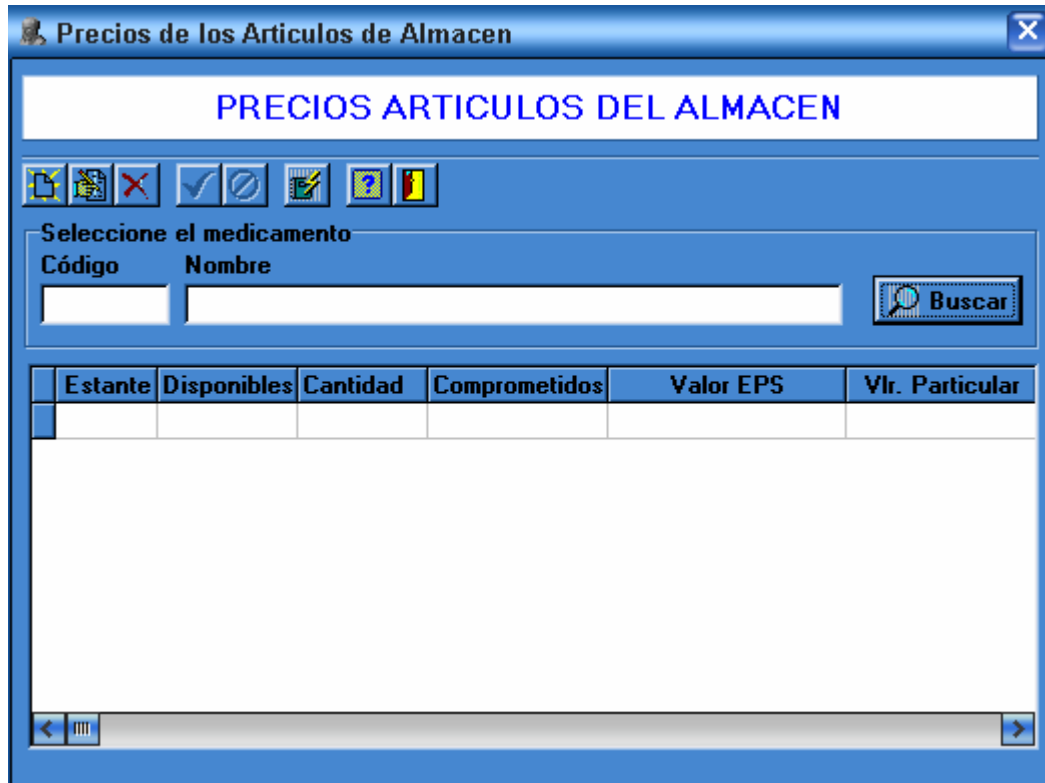 Precios de los Articulos de Almacen
PRECIOS ARTICULOS DEL ALMACEN
Seleccione el medicamento
Código Nombre
Buscar
Estante Disponibles Cantidad Comprometidos Valor EPS Vlr. Particular